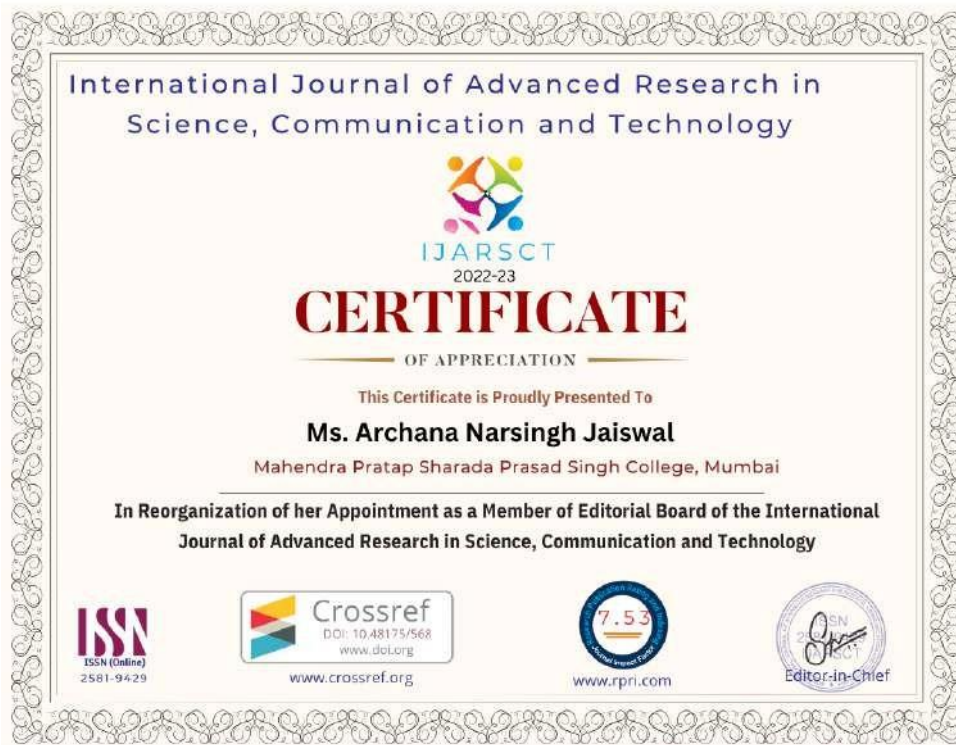 International Journal of Advanced Research in
Science, Communication and Technology
IJARSCT
2022-23
CERTIFICATE
OF APPRECIATION
This Certificate is Proudly Presented To
Ms. Archana Narsingh Jaiswal
Mahendra Pratap Sharada Prasad Singh College, Mumbai
In Reorganization of her Appointment as a Member of Editorial Board of the International
Journal of Advanced Research in Science, Communication and Technology
ISSN
ISSN (Online)
2581-9429
Crossref
DOI: 10.48175/568
www.doi.org
www.crossref.org
7.53
Journal Impact Factor
www.rpri.com
ISSN
Editor-in-Chief